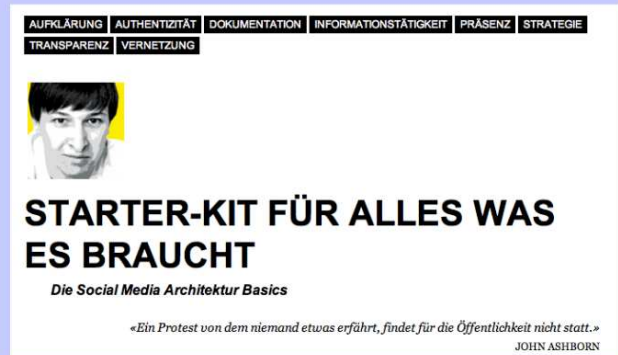 AUFKLÄRUNG AUTHENTIZITÄT DOKUMENTATION INFORMATIONSTÄTIGKEIT PRÄSENZ STRATEGIE
TRANSPARENZ VERNETZUNG
STARTER-KIT FÜR ALLES WAS
ES BRAUCHT
Die Social Media Architektur Basics
«Ein Protest von dem niemand etwas erfährt, findet für die Öffentlichkeit nicht statt.»
JOHN ASHBORN